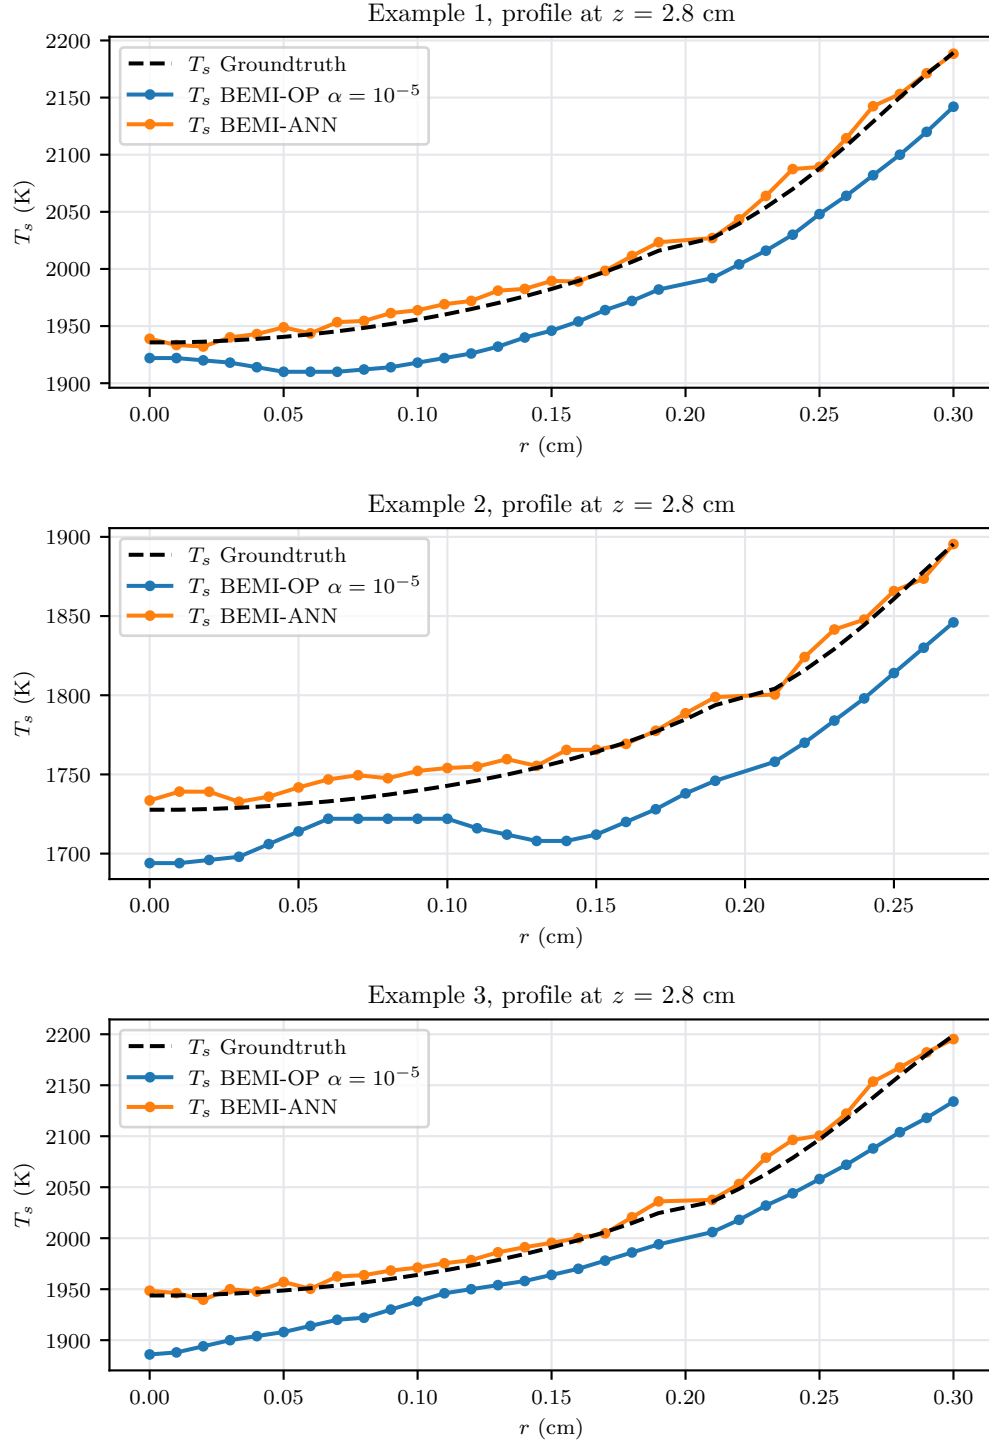 Example 1, profile at z = 2.8 cm
2200
2150
2100
2050
2000
1950
1900
T_s (K)
T_s Groundtruth
T_s BEMI-OP α = 10⁻⁵
T_s BEMI-ANN
0.00 0.05 0.10 0.15 0.20 0.25 0.30
r (cm)
Example 2, profile at z = 2.8 cm
1900
1850
1800
1750
1700
T_s (K)
T_s Groundtruth
T_s BEMI-OP α = 10⁻⁵
T_s BEMI-ANN
0.00 0.05 0.10 0.15 0.20 0.25
r (cm)
Example 3, profile at z = 2.8 cm
2200
2150
2100
2050
2000
1950
1900
T_s (K)
T_s Groundtruth
T_s BEMI-OP α = 10⁻⁵
T_s BEMI-ANN
0.00 0.05 0.10 0.15 0.20 0.25 0.30
r (cm)